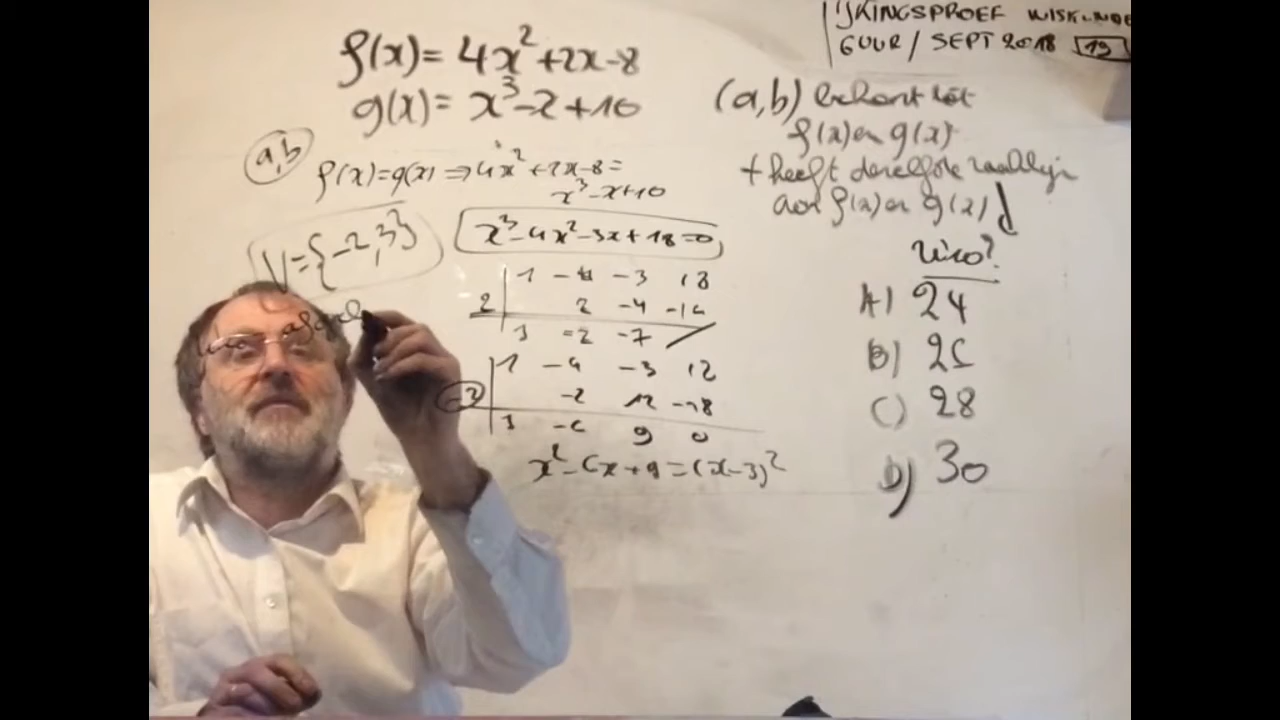 IJKINGSPROEF WISKUNDE
GUUR / SEPT 2018 19
f(x) = 4x² + 2x - 8
g(x) = x³ - x + 10
(a,b) behoort tot
f(x) en g(x)
+ heeft dezelfde raaklijn
aan f(x) en g(x)
a,b
f(x) = g(x) ⇒ 4x² + 2x - 8 =
x³ - x + 10
x³ - 4x² - 3x + 18 = 0
V = {-2, 3}
1 -4 -3 18
2 2 -4 -14
1 -2 -7
1 -4 -3 18
-2 -2 12 -18
1 -6 9 0
x² - 6x + 9 = (x-3)²
A) 24
B) 26
C) 28
D) 30